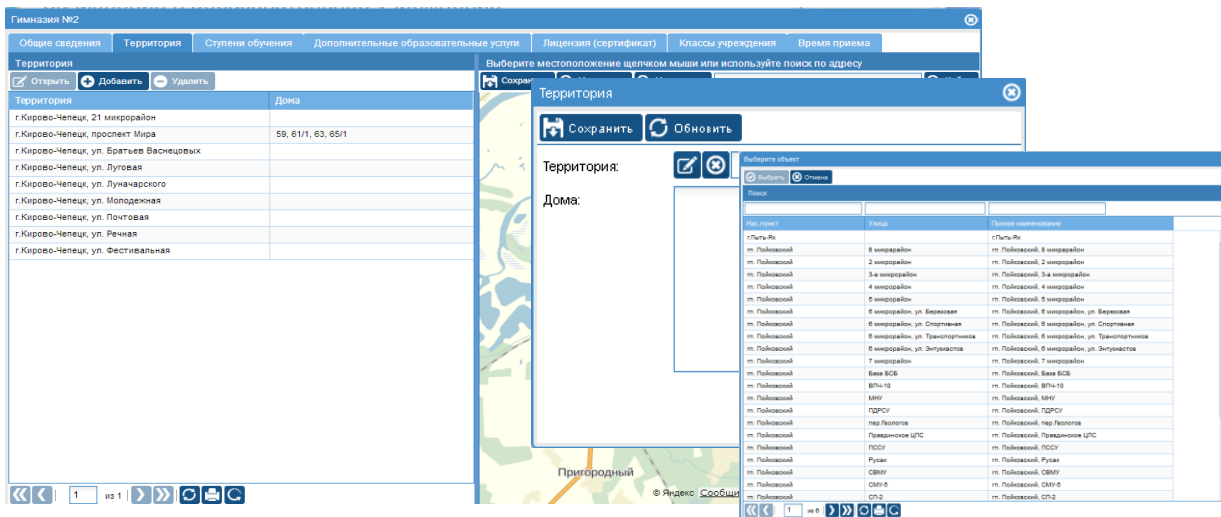 Гимназия №2
Общие сведения Территория Ступени обучения Дополнительные образовательные услуги Лицензия (сертификат) Классы учреждения Время приема
Территория
Открыть Добавить Удалить
Территория Дома
г.Кирово-Чепецк, 21 микрорайон
г.Кирово-Чепецк, проспект Мира 59, 61/1, 63, 65/1
г.Кирово-Чепецк, ул. Братьев Васнецовых
г.Кирово-Чепецк, ул. Луговая
г.Кирово-Чепецк, ул. Луначарского
г.Кирово-Чепецк, ул. Молодежная
г.Кирово-Чепецк, ул. Почтовая
г.Кирово-Чепецк, ул. Речная
г.Кирово-Чепецк, ул. Фестивальная
1 из 1
Выберите местоположение щелчком мыши или используйте поиск по адресу
Пригородный
© Яндекс Сообщи
Территория
Сохранить Обновить
Территория:
Дома:
Выберите объект
Выбрать Отмена
Поиск
Нас.пункт Улица Полное наименование
г.Пыть-Ях г.Пыть-Ях
гп. Пойковский 8 микрорайон гп. Пойковский, 8 микрорайон
гп. Пойковский 2 микрорайон гп. Пойковский, 2 микрорайон
гп. Пойковский 3-а микрорайон гп. Пойковский, 3-а микрорайон
гп. Пойковский 4 микрорайон гп. Пойковский, 4 микрорайон
гп. Пойковский 5 микрорайон гп. Пойковский, 5 микрорайон
гп. Пойковский 6 микрорайон, ул. Березовая гп. Пойковский, 6 микрорайон, ул. Березовая
гп. Пойковский 6 микрорайон, ул. Спортивная гп. Пойковский, 6 микрорайон, ул. Спортивная
гп. Пойковский 6 микрорайон, ул. Транспортников гп. Пойковский, 6 микрорайон, ул. Транспортников
гп. Пойковский 6 микрорайон, ул. Энтузиастов гп. Пойковский, 6 микрорайон, ул. Энтузиастов
гп. Пойковский 7 микрорайон гп. Пойковский, 7 микрорайон
гп. Пойковский База БСБ гп. Пойковский, База БСБ
гп. Пойковский ВПЧ-10 гп. Пойковский, ВПЧ-10
гп. Пойковский МНУ гп. Пойковский, МНУ
гп. Пойковский ПДРСУ гп. Пойковский, ПДРСУ
гп. Пойковский пер.Геологов гп. Пойковский, пер.Геологов
гп. Пойковский Правдинское ЦПС гп. Пойковский, Правдинское ЦПС
гп. Пойковский ПССУ гп. Пойковский, ПССУ
гп. Пойковский Русак гп. Пойковский, Русак
гп. Пойковский СВМУ гп. Пойковский, СВМУ
гп. Пойковский СМУ-6 гп. Пойковский, СМУ-6
гп. Пойковский СП-2 гп. Пойковский, СП-2
1 из 6